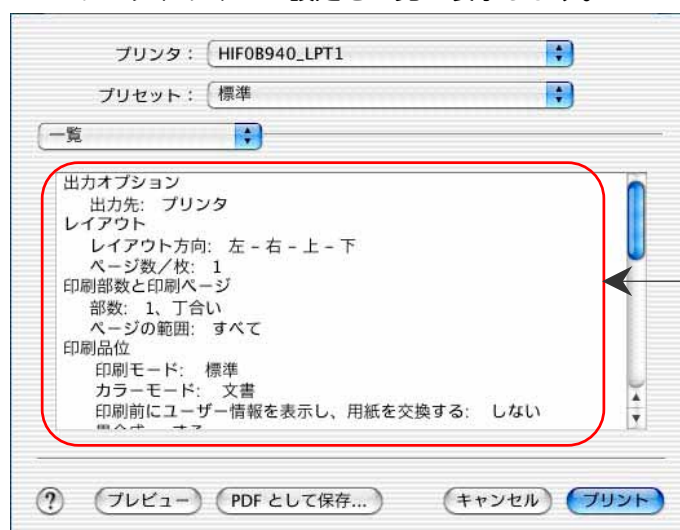 プリンタ： HIF0B940_LPT1
プリセット： 標準
一覧
出力オプション
出力先: プリンタ
レイアウト
レイアウト方向: 左 – 右 – 上 – 下
ページ数／枚: 1
印刷部数と印刷ページ
部数: 1、丁合い
ページの範囲: すべて
印刷品位
印刷モード: 標準
カラーモード: 文書
印刷前にユーザー情報を表示し、用紙を交換する: しない
? プレビュー PDF として保存... キャンセル プリント